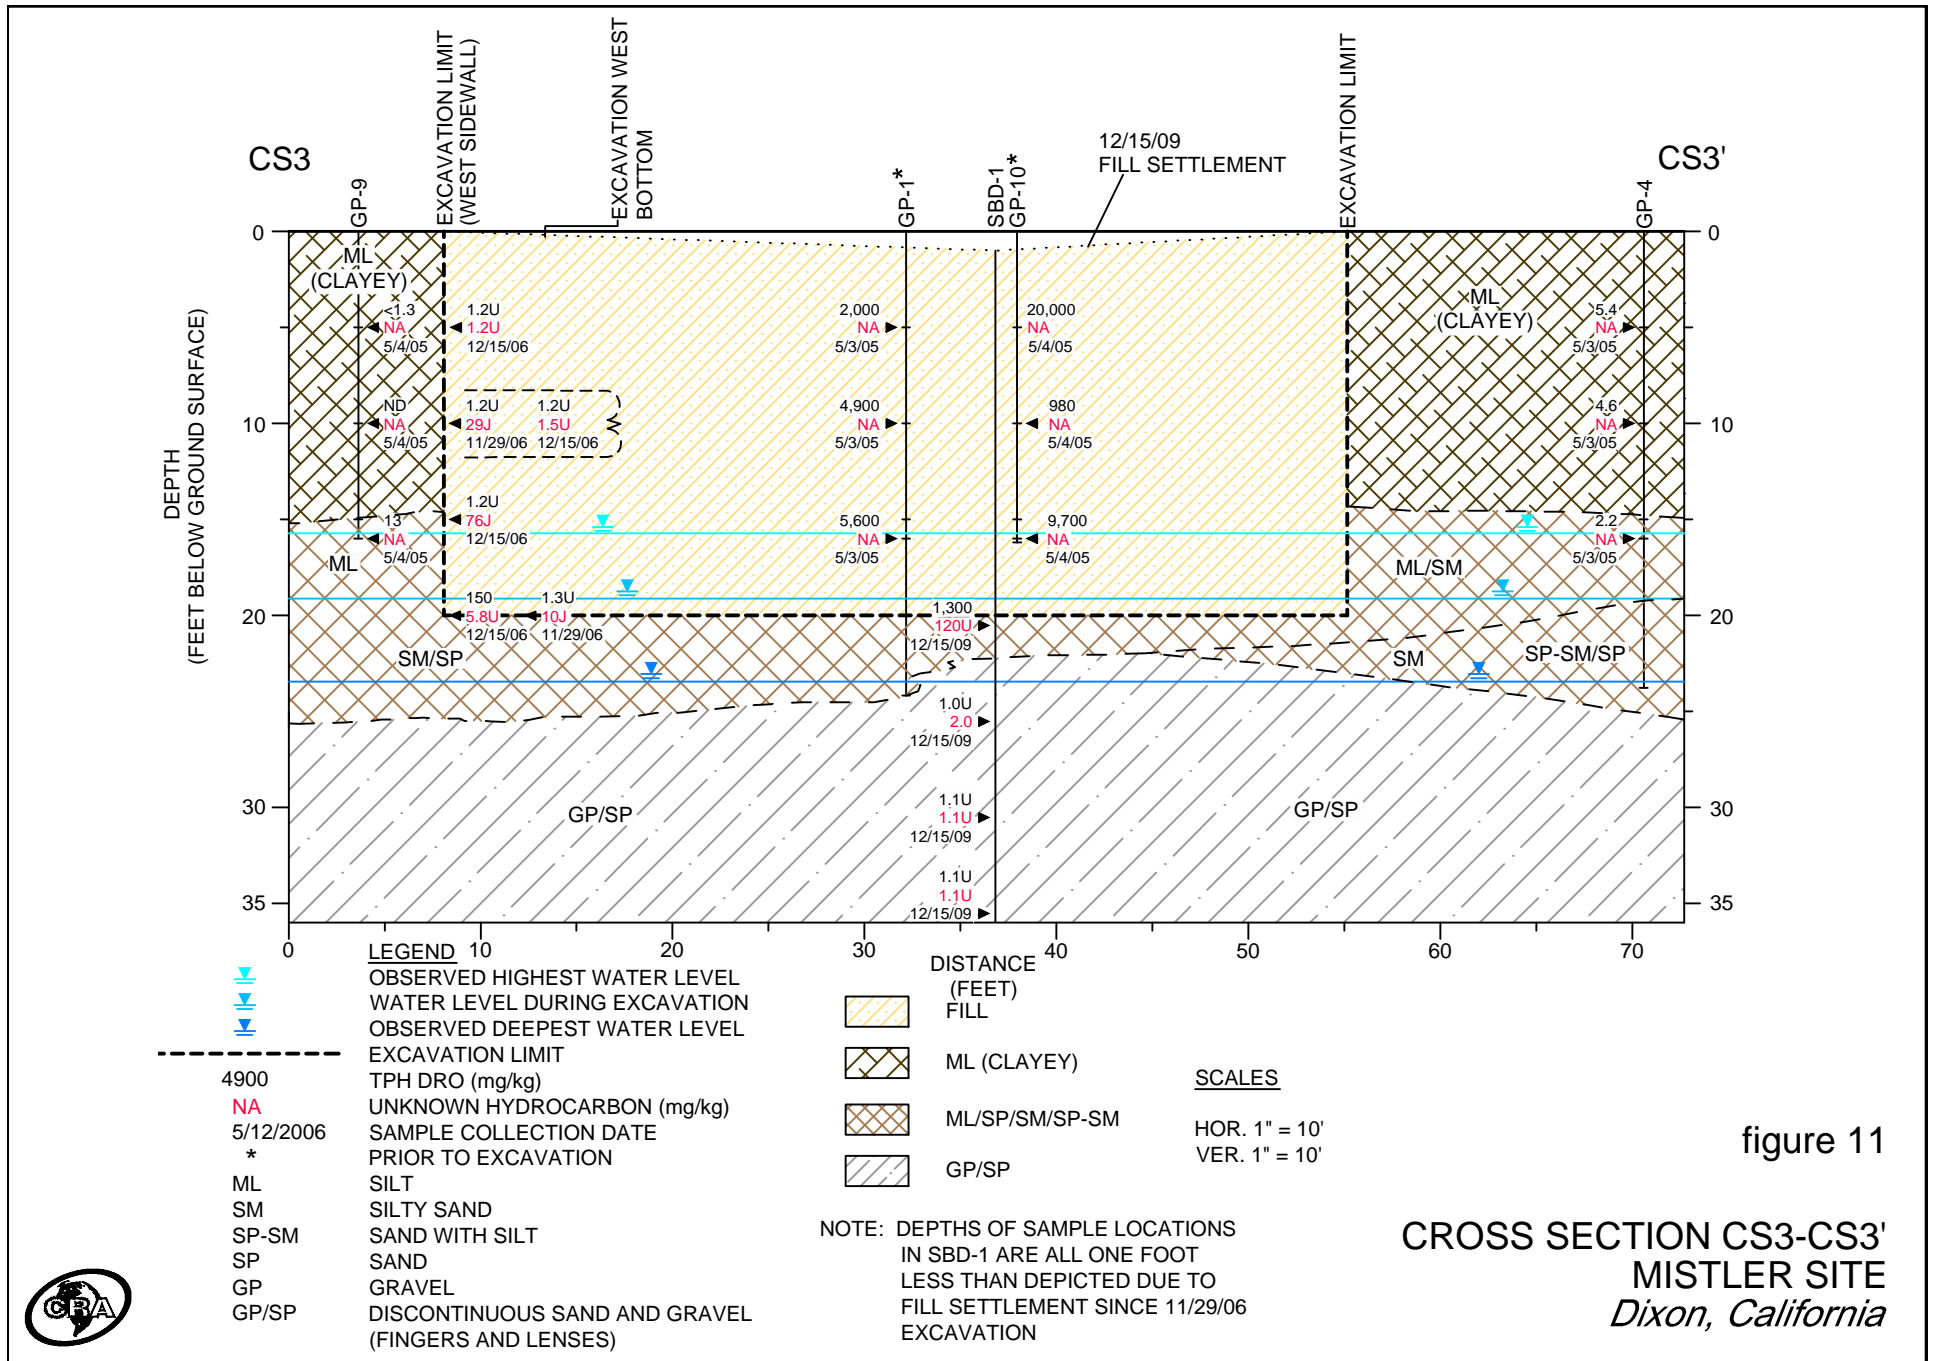 EXCAVATION LIMIT
(WEST SIDEWALL)
EXCAVATION WEST
BOTTOM
EXCAVATION LIMIT
12/15/09
FILL SETTLEMENT
CS3
CS3'
GP-9
GP-1*
SBD-1
GP-10*
GP-4
DEPTH
(FEET BELOW GROUND SURFACE)
0
10
20
30
35
0
10
20
30
35
ML
(CLAYEY)
ML
(CLAYEY)
<1.3
NA
5/4/05
1.2U
1.2U
12/15/06
2,000
NA
5/3/05
20,000
NA
5/4/05
5.4
NA
5/3/05
ND
NA
5/4/05
1.2U
29J
11/29/06
1.2U
1.5U
12/15/06
4,900
NA
5/3/05
980
NA
5/4/05
4.6
NA
5/3/05
13
NA
5/4/05
1.2U
76J
12/15/06
5,600
NA
5/3/05
9,700
NA
5/4/05
2.2
NA
5/3/05
ML
ML/SM
150
5.8U
12/15/06
1.3U
10J
11/29/06
1,300
120U
12/15/09
SM/SP
SM
SP-SM/SP
1.0U
2.0
12/15/09
1.1U
1.1U
12/15/09
1.1U
1.1U
12/15/09
GP/SP
GP/SP
0 10 20 30 40 50 60 70
DISTANCE
(FEET)
LEGEND
OBSERVED HIGHEST WATER LEVEL
WATER LEVEL DURING EXCAVATION
OBSERVED DEEPEST WATER LEVEL
EXCAVATION LIMIT
4900 TPH DRO (mg/kg)
NA UNKNOWN HYDROCARBON (mg/kg)
5/12/2006 SAMPLE COLLECTION DATE
* PRIOR TO EXCAVATION
ML SILT
SM SILTY SAND
SP-SM SAND WITH SILT
SP SAND
GP GRAVEL
GP/SP DISCONTINUOUS SAND AND GRAVEL
(FINGERS AND LENSES)
FILL
ML (CLAYEY)
ML/SP/SM/SP-SM
GP/SP
SCALES
HOR. 1" = 10'
VER. 1" = 10'
NOTE: DEPTHS OF SAMPLE LOCATIONS
IN SBD-1 ARE ALL ONE FOOT
LESS THAN DEPICTED DUE TO
FILL SETTLEMENT SINCE 11/29/06
EXCAVATION
figure 11
CROSS SECTION CS3-CS3'
MISTLER SITE
Dixon, California
CRA